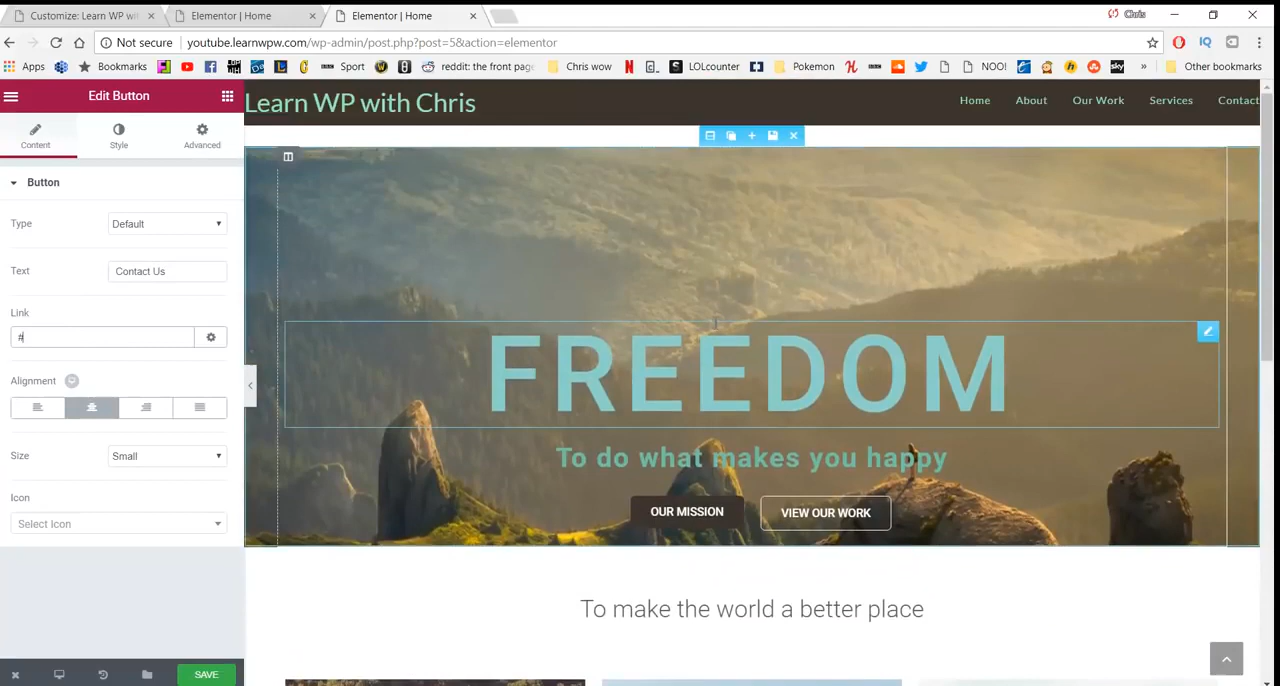 Customize: Learn WP wi
Elementor | Home
Elementor | Home
Chris
Not secure
youtube.learnwpw.com/wp-admin/post.php?post=5&action=elementor
Apps
Bookmarks
Sport
reddit: the front page
Chris wow
LOLcounter
Pokemon
NOO!
Other bookmarks
Edit Button
Learn WP with Chris
Home
About
Our Work
Services
Contact
Content
Style
Advanced
Button
Type
Default
Text
Contact Us
Link
#
Alignment
Size
Small
Icon
Select Icon
SAVE
FREEDOM
To do what makes you happy
OUR MISSION
VIEW OUR WORK
To make the world a better place